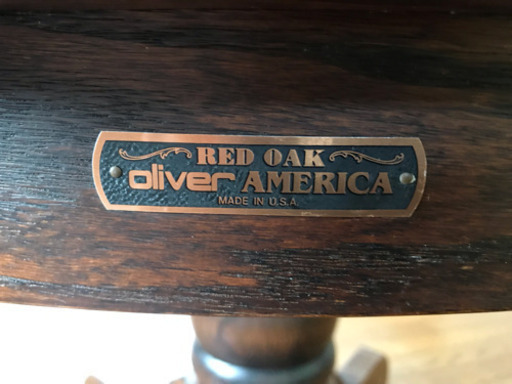 RED OAK
oliver AMERICA
MADE IN U.S.A.